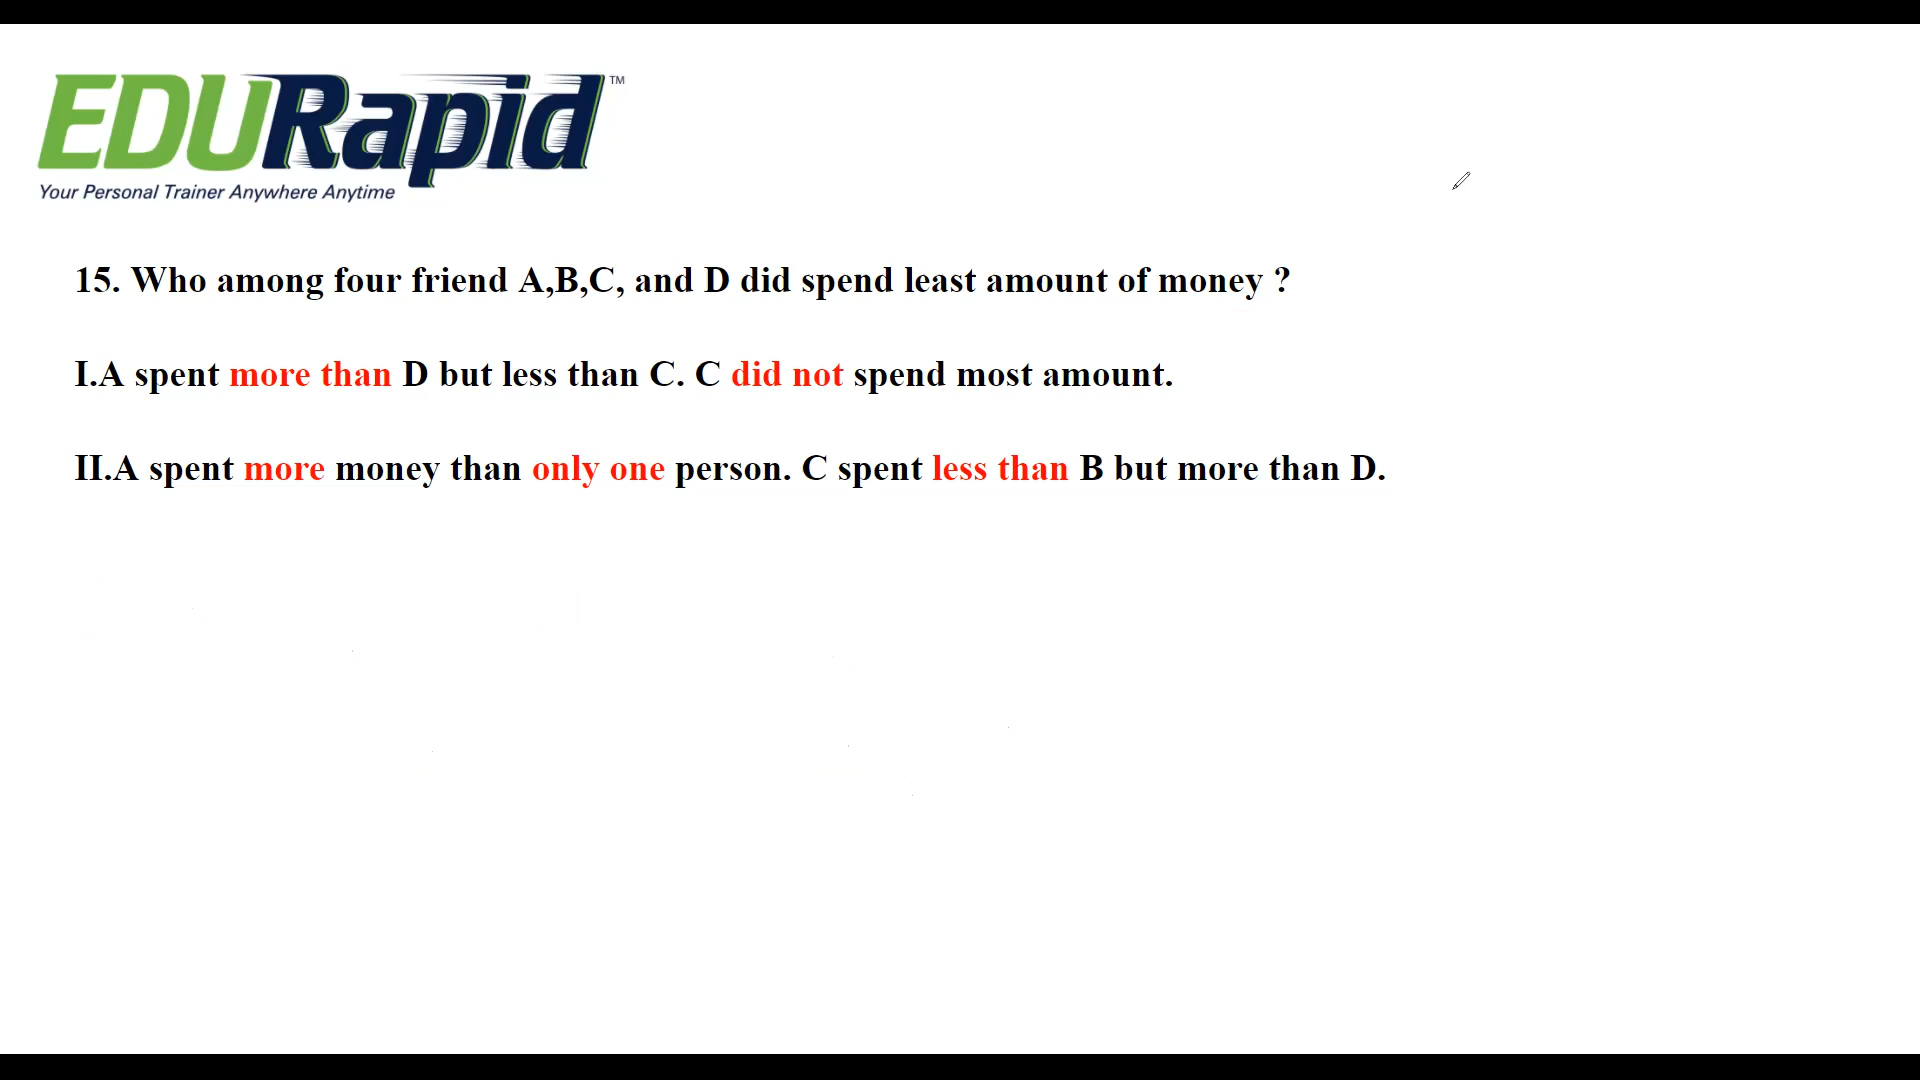 EDURapid™
Your Personal Trainer Anywhere Anytime
15. Who among four friend A,B,C, and D did spend least amount of money ?
I.A spent more than D but less than C. C did not spend most amount.
II.A spent more money than only one person. C spent less than B but more than D.